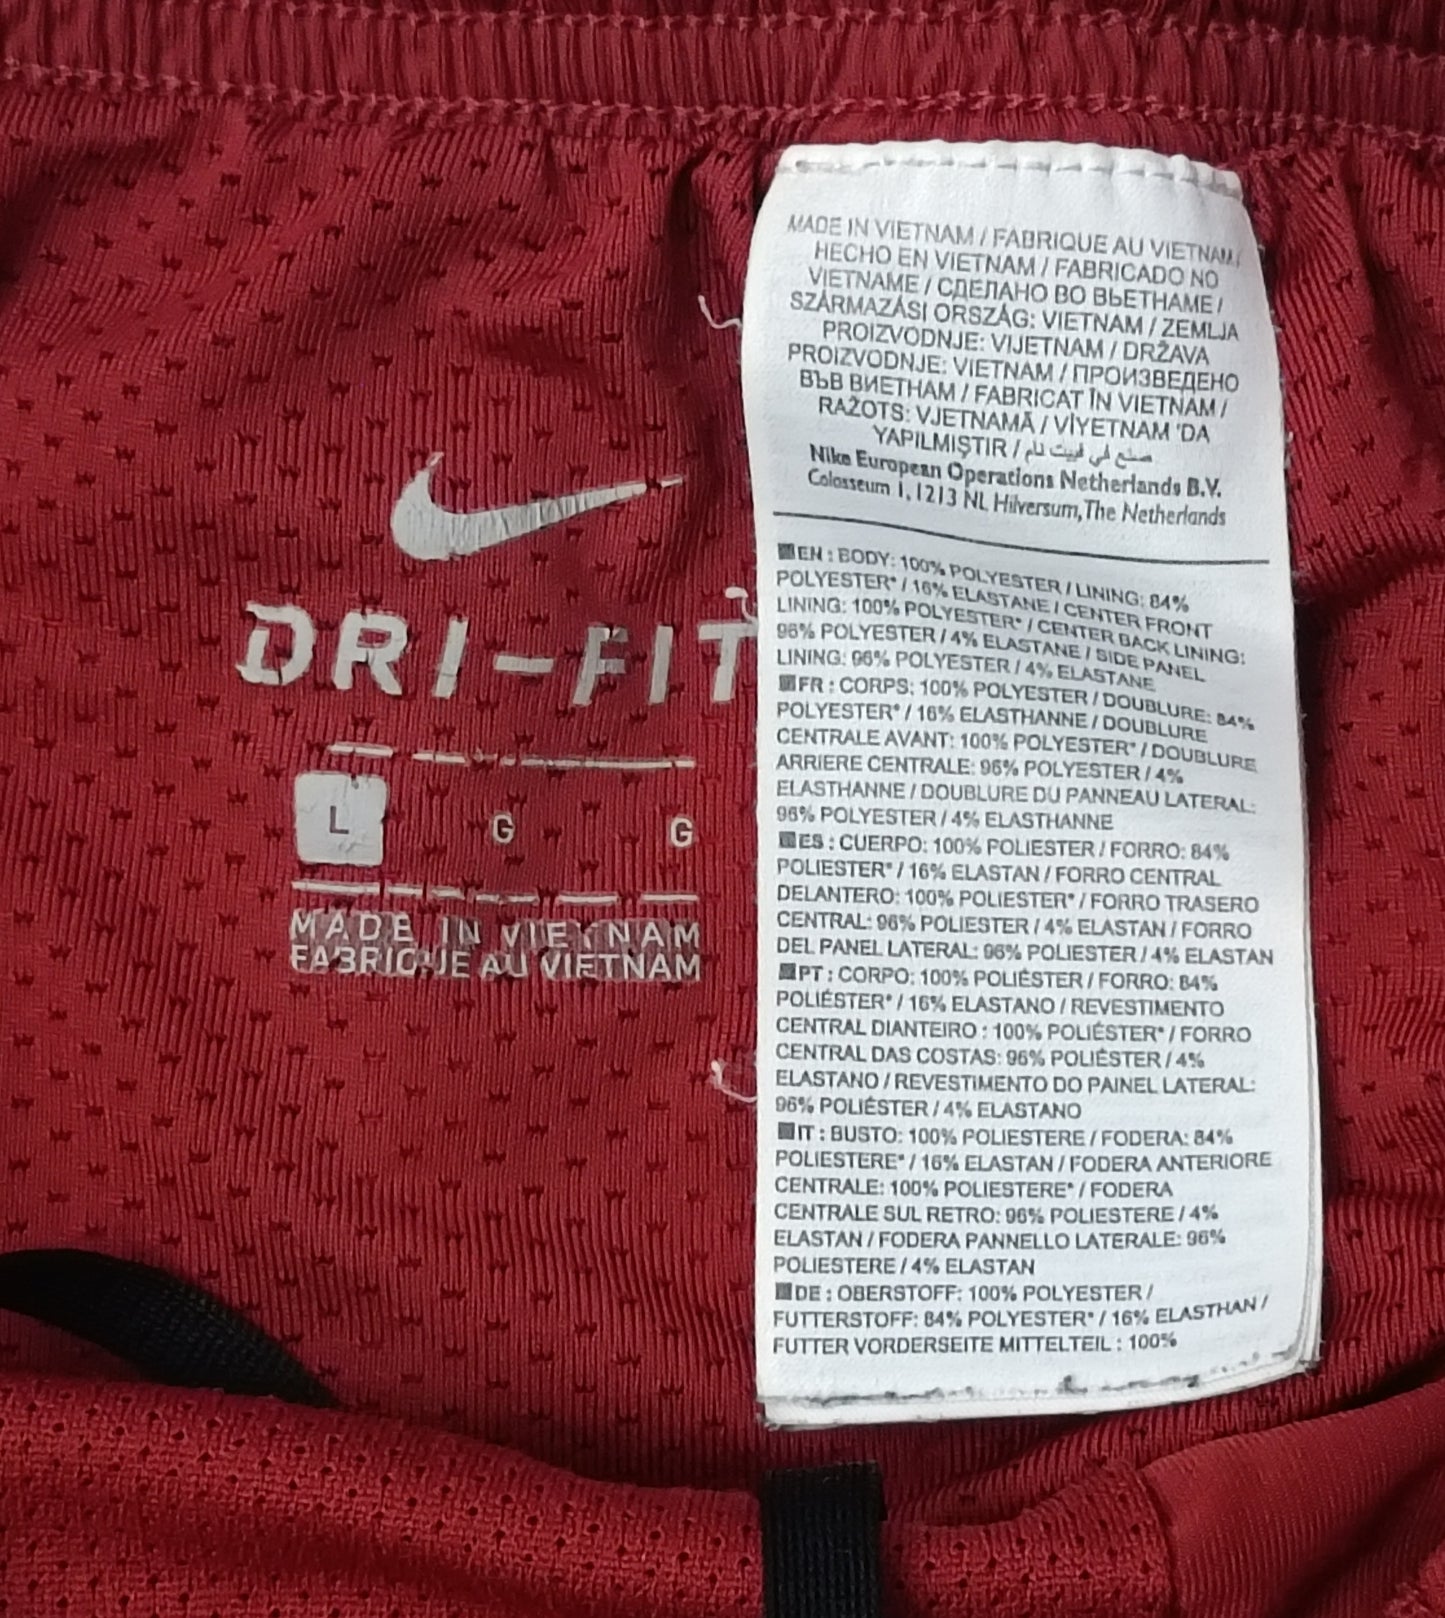 DRI-FIT
L G G
MADE IN VIETNAM
FABRIQUE AU VIETNAM
MADE IN VIETNAM / FABRIQUE AU VIETNAM /
HECHO EN VIETNAM / FABRICADO NO
VIETNAME / СДЕЛАНО ВО ВЬЕТНАМЕ /
SZÁRMAZÁSI ORSZÁG: VIETNAM / ZEMLJA
PROIZVODNJE: VIJETNAM / DRŽAVA
PROIZVODNJE: VIETNAM / ПРОИЗВЕДЕНО
ВЪВ ВИЕТНАМ / FABRICAT ÎN VIETNAM /
RAŽOTS: VJETNAMĀ / VİYETNAM 'DA
YAPILMIŞTIR / صنع في فييت نام
Nike European Operations Netherlands B.V.
Colosseum 1, 1213 NL Hilversum, The Netherlands
EN : BODY: 100% POLYESTER / LINING: 84%
POLYESTER* / 16% ELASTANE / CENTER FRONT
LINING: 100% POLYESTER* / CENTER BACK LINING:
96% POLYESTER / 4% ELASTANE / SIDE PANEL
LINING: 96% POLYESTER / 4% ELASTANE
FR : CORPS: 100% POLYESTER / DOUBLURE: 84%
POLYESTER* / 16% ELASTHANNE / DOUBLURE
CENTRALE AVANT: 100% POLYESTER* / DOUBLURE
ARRIERE CENTRALE: 96% POLYESTER / 4%
ELASTHANNE / DOUBLURE DU PANNEAU LATERAL:
96% POLYESTER / 4% ELASTHANNE
ES : CUERPO: 100% POLIESTER / FORRO: 84%
POLIESTER* / 16% ELASTAN / FORRO CENTRAL
DELANTERO: 100% POLIESTER* / FORRO TRASERO
CENTRAL: 96% POLIESTER / 4% ELASTAN / FORRO
DEL PANEL LATERAL: 96% POLIESTER / 4% ELASTAN
PT : CORPO: 100% POLIÉSTER / FORRO: 84%
POLIÉSTER* / 16% ELASTANO / REVESTIMENTO
CENTRAL DIANTEIRO : 100% POLIÉSTER* / FORRO
CENTRAL DAS COSTAS: 96% POLIÉSTER / 4%
ELASTANO / REVESTIMENTO DO PAINEL LATERAL:
96% POLIÉSTER / 4% ELASTANO
IT : BUSTO: 100% POLIESTERE / FODERA: 84%
POLIESTERE* / 16% ELASTAN / FODERA ANTERIORE
CENTRALE: 100% POLIESTERE* / FODERA
CENTRALE SUL RETRO: 96% POLIESTERE / 4%
ELASTAN / FODERA PANNELLO LATERALE: 96%
POLIESTERE / 4% ELASTAN
DE : OBERSTOFF: 100% POLYESTER /
FUTTERSTOFF: 84% POLYESTER* / 16% ELASTHAN /
FUTTER VORDERSEITE MITTELTEIL : 100%